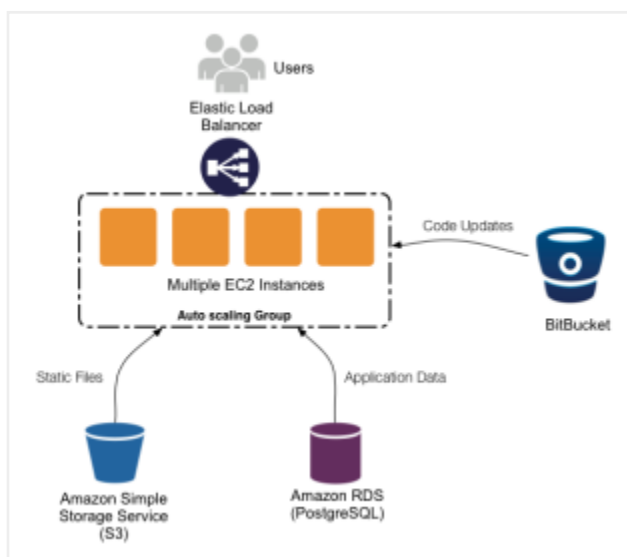 Users
Elastic Load
Balancer
Code Updates
Multiple EC2 Instances
Auto scaling Group
BitBucket
Static Files
Application Data
Amazon Simple
Storage Service
(S3)
Amazon RDS
(PostgreSQL)